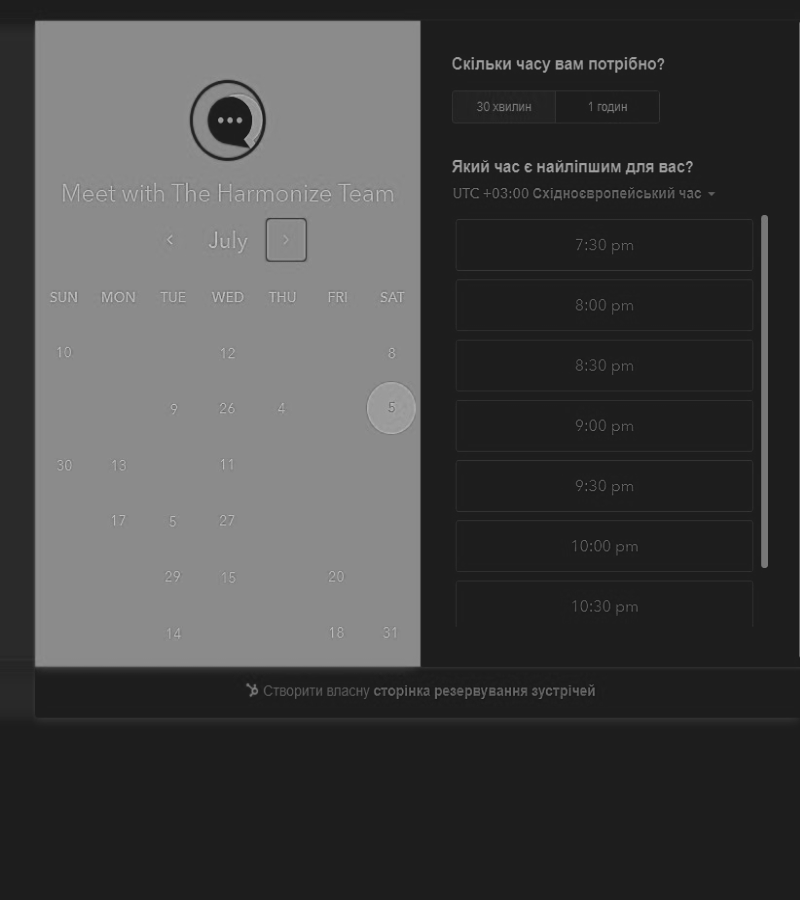 Meet with The Harmonize Team
July
SUN MON TUE WED THU FRI SAT
10 12 8
9 26 4 5
30 13 11
17 5 27
29 15 20
14 18 31
Скільки часу вам потрібно?
30 хвилин 1 годин
Який час є найліпшим для вас?
UTC +03:00 Східноєвропейський час
7:30 pm
8:00 pm
8:30 pm
9:00 pm
9:30 pm
10:00 pm
10:30 pm
Створити власну сторінка резервування зустрічей